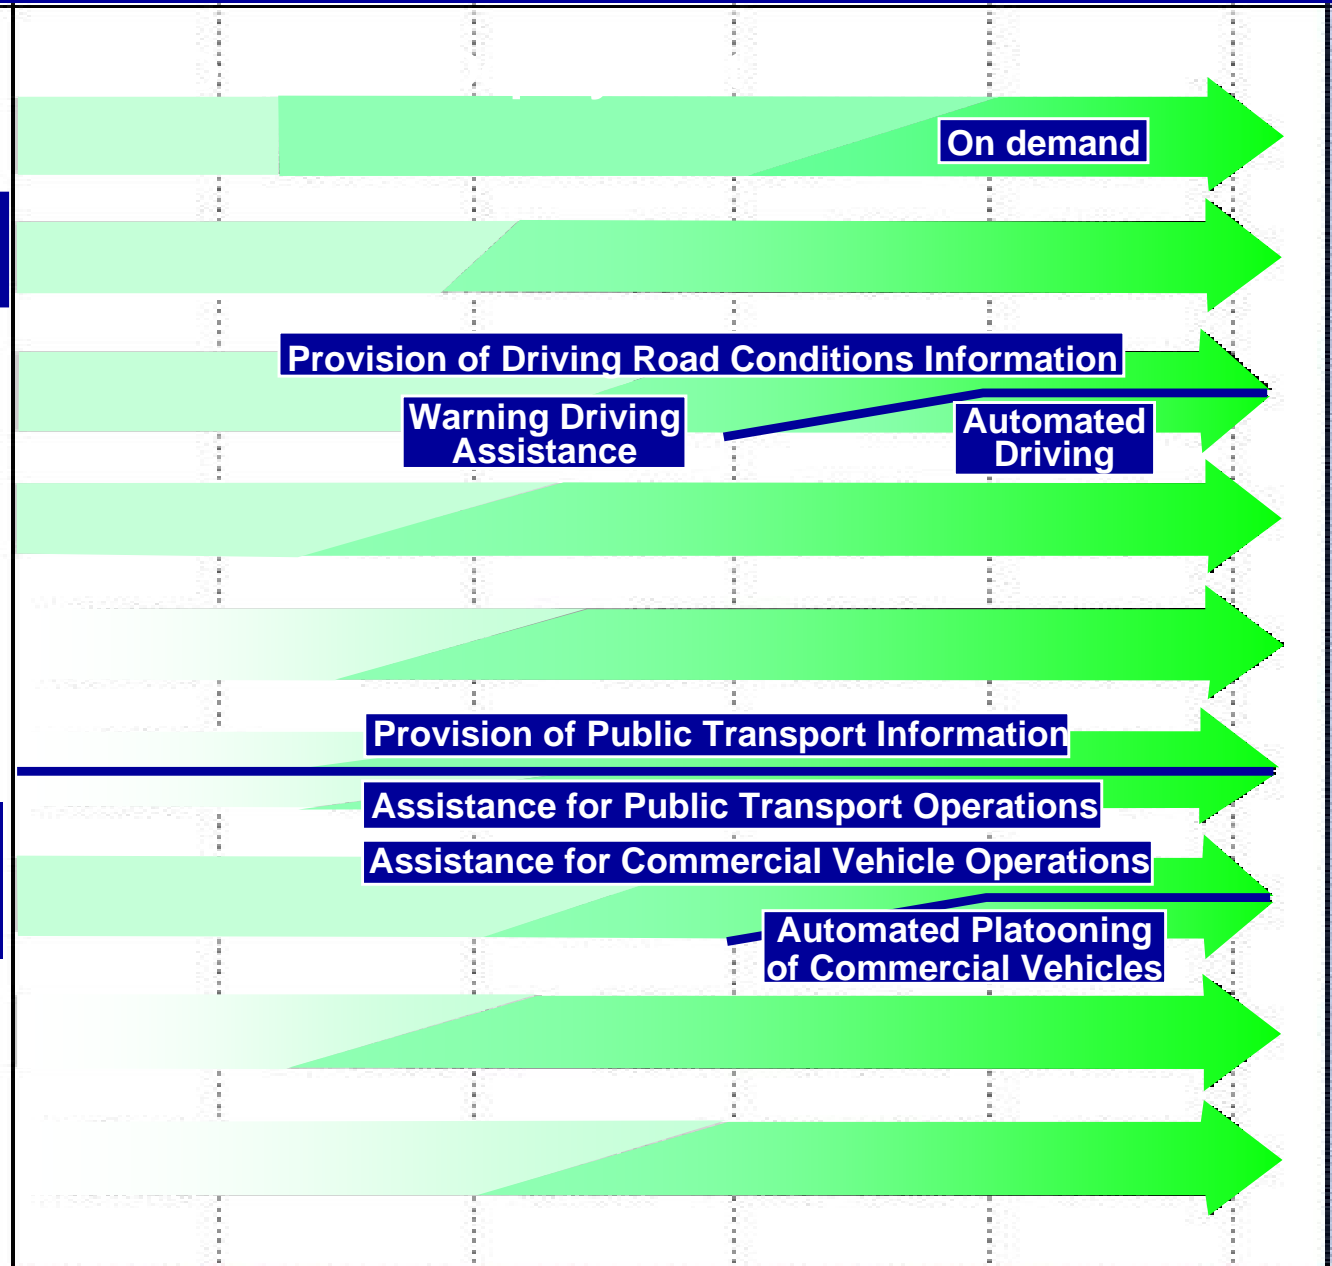 On demand
Provision of Driving Road Conditions Information
Warning Driving
Assistance
Automated
Driving
Provision of Public Transport Information
Assistance for Public Transport Operations
Assistance for Commercial Vehicle Operations
Automated Platooning
of Commercial Vehicles